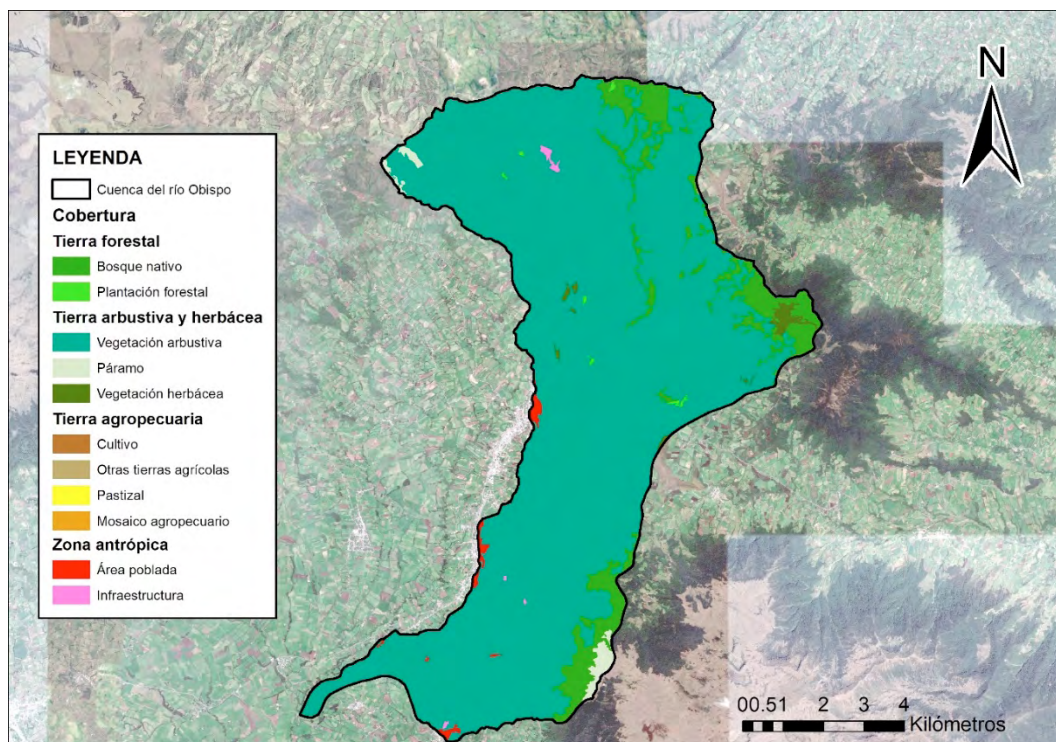 N
LEYENDA
Cuenca del río Obispo
Cobertura
Tierra forestal
Bosque nativo
Plantación forestal
Tierra arbustiva y herbácea
Vegetación arbustiva
Páramo
Vegetación herbácea
Tierra agropecuaria
Cultivo
Otras tierras agrícolas
Pastizal
Mosaico agropecuario
Zona antrópica
Área poblada
Infraestructura
00.51 2 3 4
Kilómetros